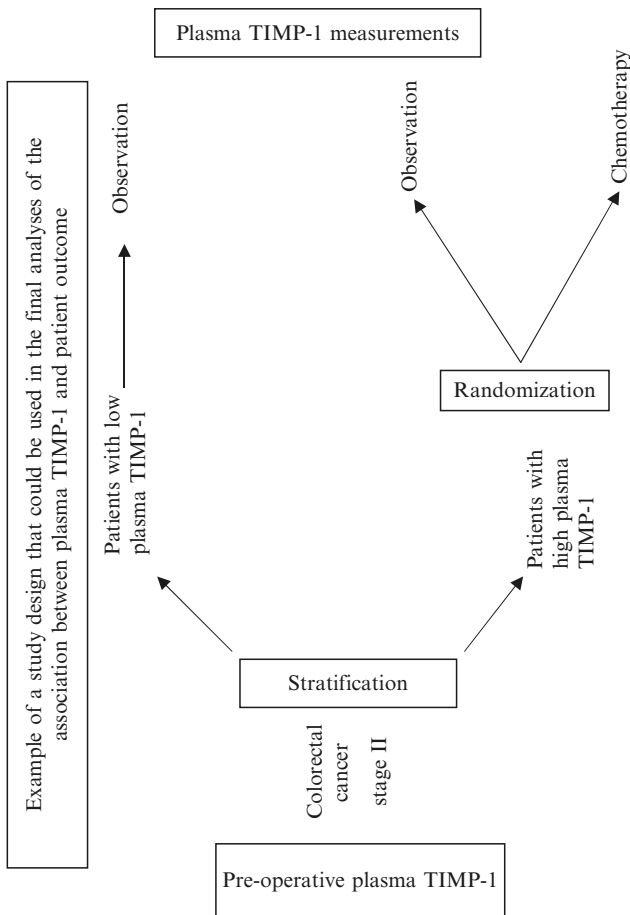 Example of a study design that could be used in the final analyses of the
association between plasma TIMP-1 and patient outcome
Pre-operative plasma TIMP-1
Colorectal
cancer
stage II
Stratification
Patients with low
plasma TIMP-1
Observation
Patients with
high plasma
TIMP-1
Randomization
Observation
Chemotherapy
Plasma TIMP-1 measurements